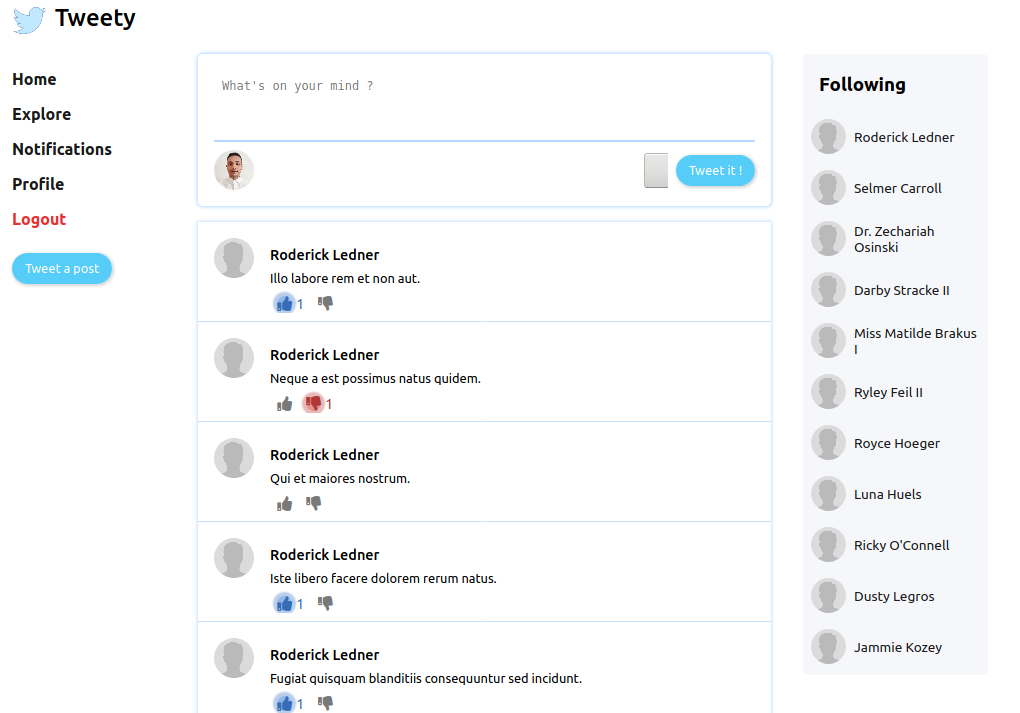 Tweety
Home
Explore
Notifications
Profile
Logout
Tweet a post
What's on your mind ?
Tweet it !
Roderick Ledner
Illo labore rem et non aut.
1
Roderick Ledner
Neque a est possimus natus quidem.
1
Roderick Ledner
Qui et maiores nostrum.
Roderick Ledner
Iste libero facere dolorem rerum natus.
1
Roderick Ledner
Fugiat quisquam blanditiis consequuntur sed incidunt.
1
Following
Roderick Ledner
Selmer Carroll
Dr. Zechariah
Osinski
Darby Stracke II
Miss Matilde Brakus
I
Ryley Feil II
Royce Hoeger
Luna Huels
Ricky O'Connell
Dusty Legros
Jammie Kozey